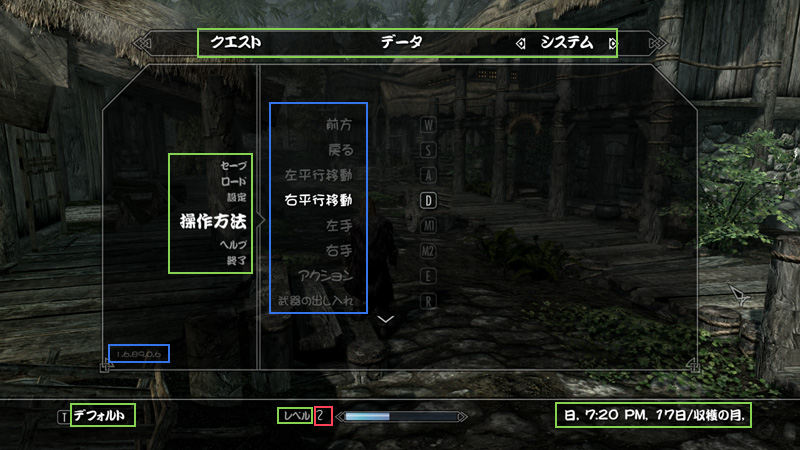 クエスト データ システム
セーブ
ロード
設定
操作方法
ヘルプ
終了
前方 W
戻る S
左平行移動 A
右平行移動 D
左手 M1
右手 M2
アクション E
武器の出し入れ R
1.6.89.0.6
T デフォルト
レベル 2
日, 7:20 PM, 17日/収穫の月,